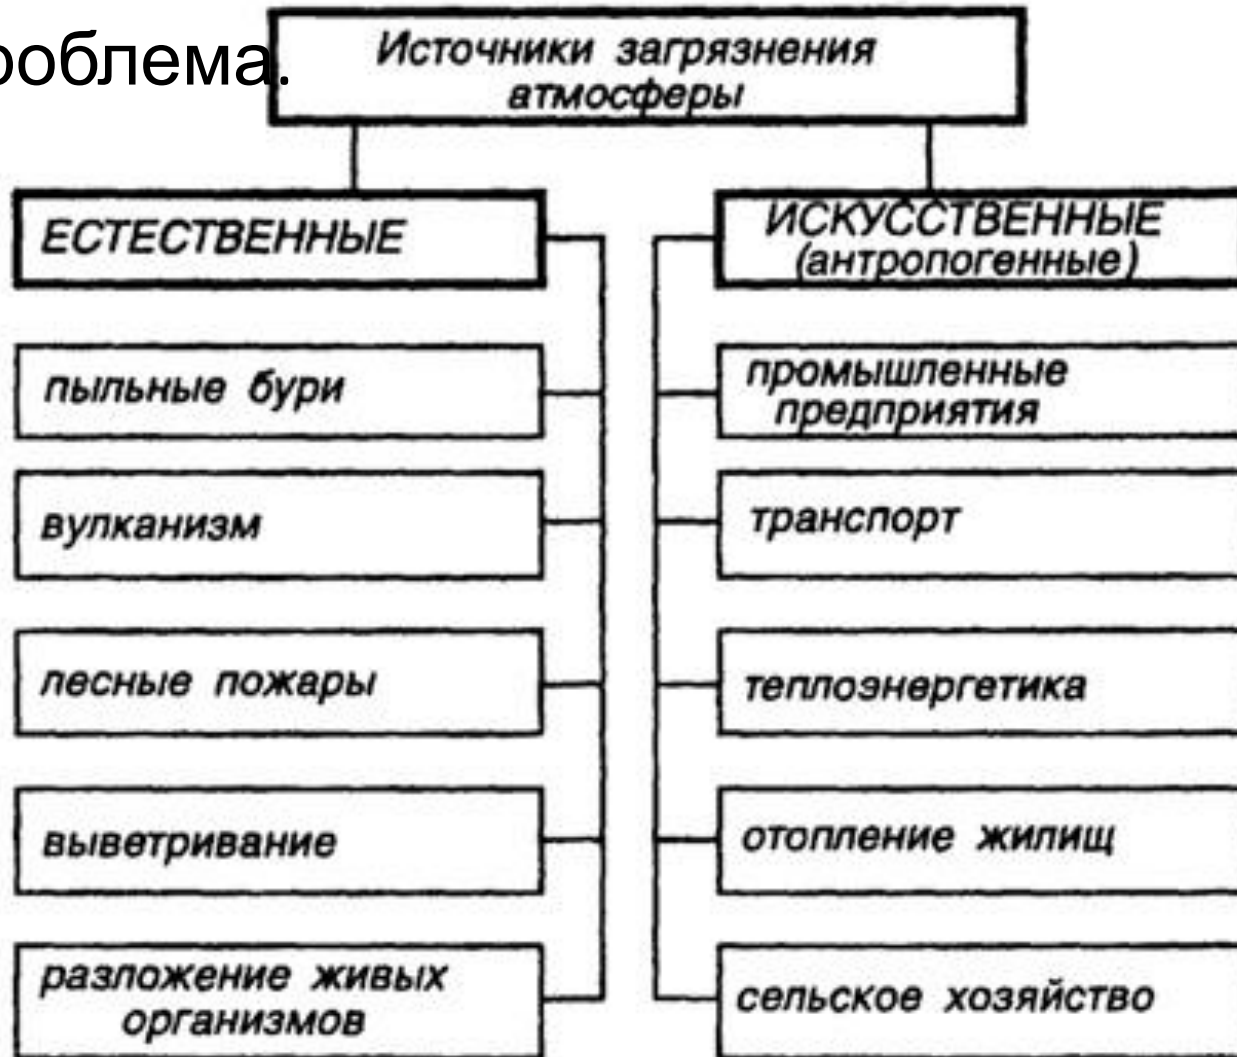 Источники загрязнения
атмосферы
ЕСТЕСТВЕННЫЕ
пыльные бури
вулканизм
лесные пожары
выветривание
разложение живых
организмов
ИСКУССТВЕННЫЕ
(антропогенные)
промышленные
предприятия
транспорт
теплоэнергетика
отопление жилищ
сельское хозяйство